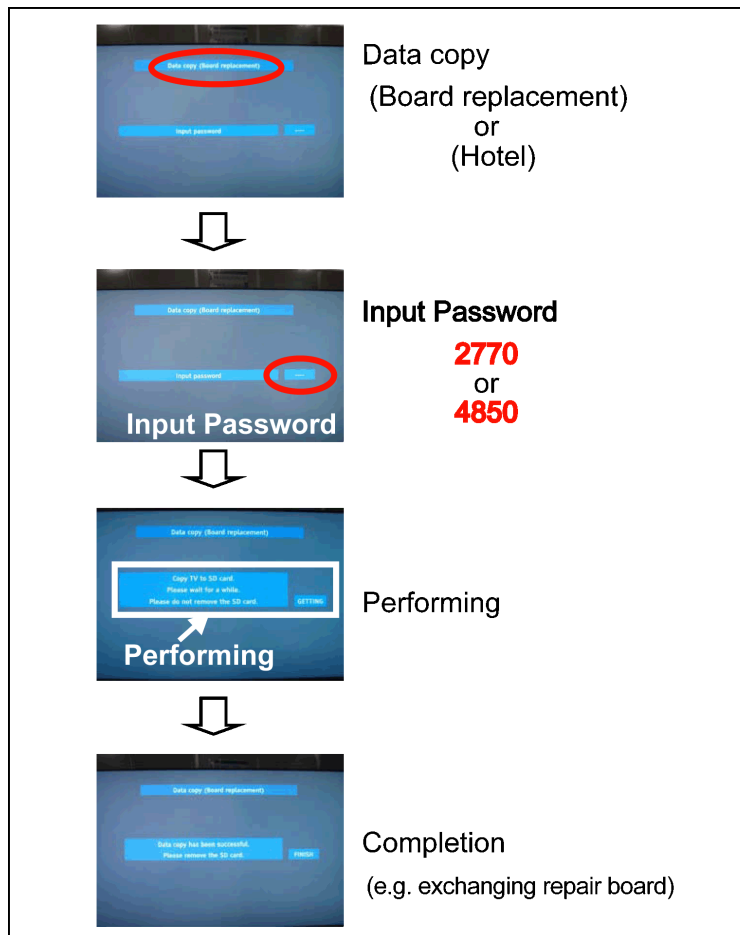 Data copy (Board replacement)
Input password
----
Data copy
(Board replacement)
or
(Hotel)
Data copy (Board replacement)
Input password
----
Input Password
Input Password
2770
or
4850
Data copy (Board replacement)
Copy TV to SD card.
Please wait for a while.
Please do not remove the SD card.
GETTING
Performing
Performing
Data copy (Board replacement)
Data copy has been successful.
Please remove the SD card.
FINISH
Completion
(e.g. exchanging repair board)